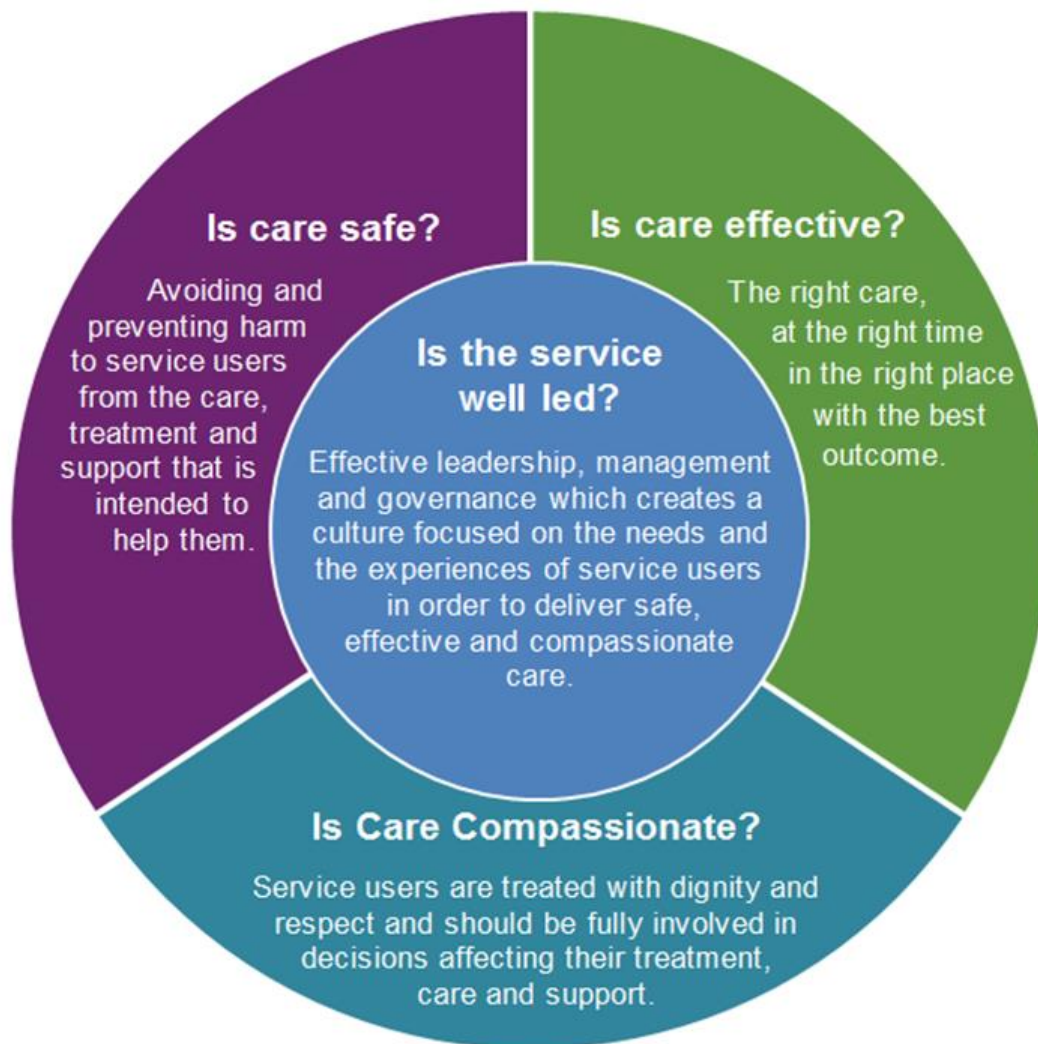 Is care safe?
Avoiding and
preventing harm
to service users
from the care,
treatment and
support that is
intended to
help them.
Is care effective?
The right care,
at the right time
in the right place
with the best
outcome.
Is the service
well led?
Effective leadership, management
and governance which creates a
culture focused on the needs and
the experiences of service users
in order to deliver safe,
effective and compassionate
care.
Is Care Compassionate?
Service users are treated with dignity and
respect and should be fully involved in
decisions affecting their treatment,
care and support.